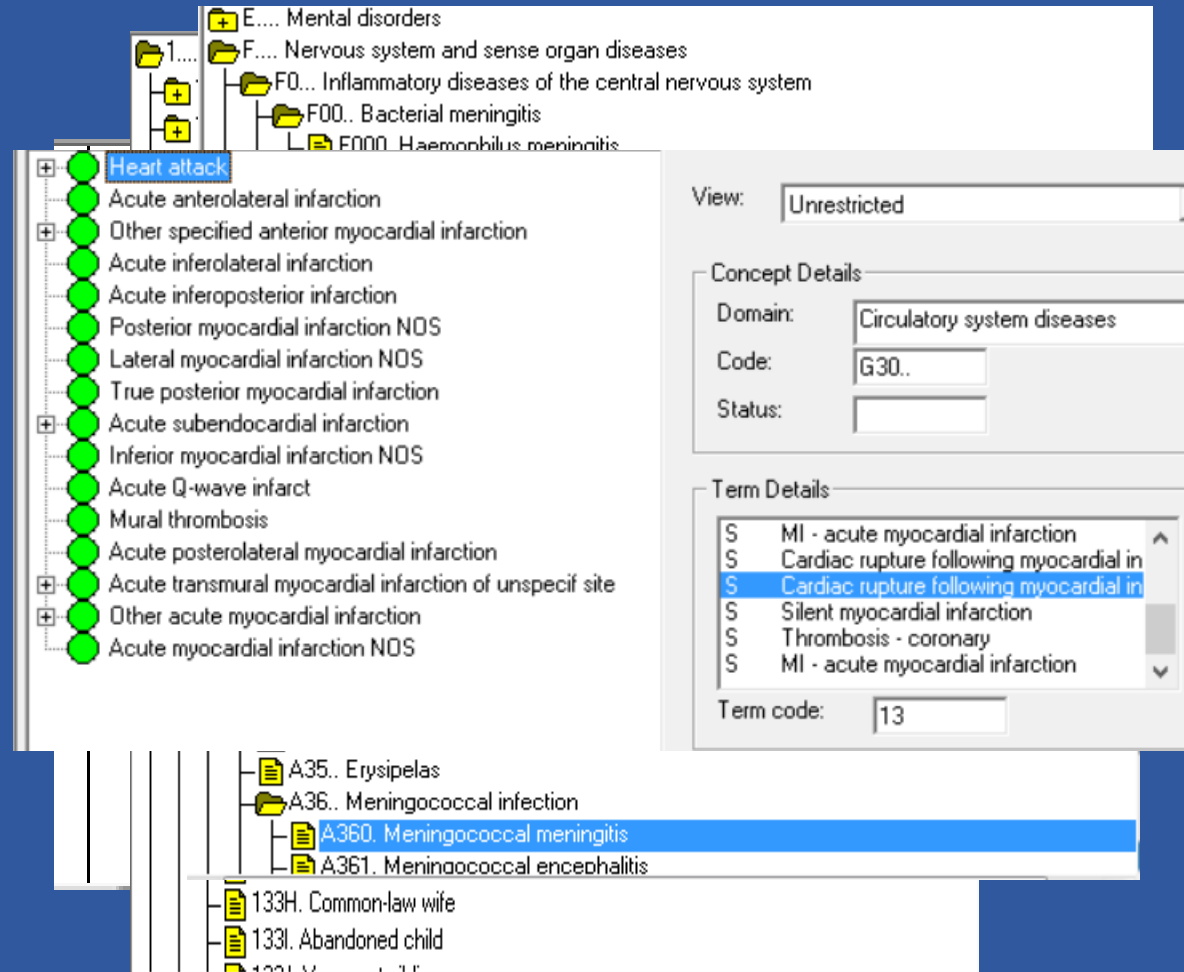 E.... Mental disorders
1....
F.... Nervous system and sense organ diseases
F0... Inflammatory diseases of the central nervous system
F00.. Bacterial meningitis
F000. Haemophilus meningitis
Heart attack
Acute anterolateral infarction
Other specified anterior myocardial infarction
Acute inferolateral infarction
Acute inferoposterior infarction
Posterior myocardial infarction NOS
Lateral myocardial infarction NOS
True posterior myocardial infarction
Acute subendocardial infarction
Inferior myocardial infarction NOS
Acute Q-wave infarct
Mural thrombosis
Acute posterolateral myocardial infarction
Acute transmural myocardial infarction of unspecif site
Other acute myocardial infarction
Acute myocardial infarction NOS
View: Unrestricted
Concept Details
Domain: Circulatory system diseases
Code: G30..
Status:
Term Details
S MI - acute myocardial infarction
S Cardiac rupture following myocardial in
S Cardiac rupture following myocardial in
S Silent myocardial infarction
S Thrombosis - coronary
S MI - acute myocardial infarction
Term code: 13
A35.. Erysipelas
A36.. Meningococcal infection
A360. Meningococcal meningitis
A361. Meningococcal encephalitis
133H. Common-law wife
133I. Abandoned child